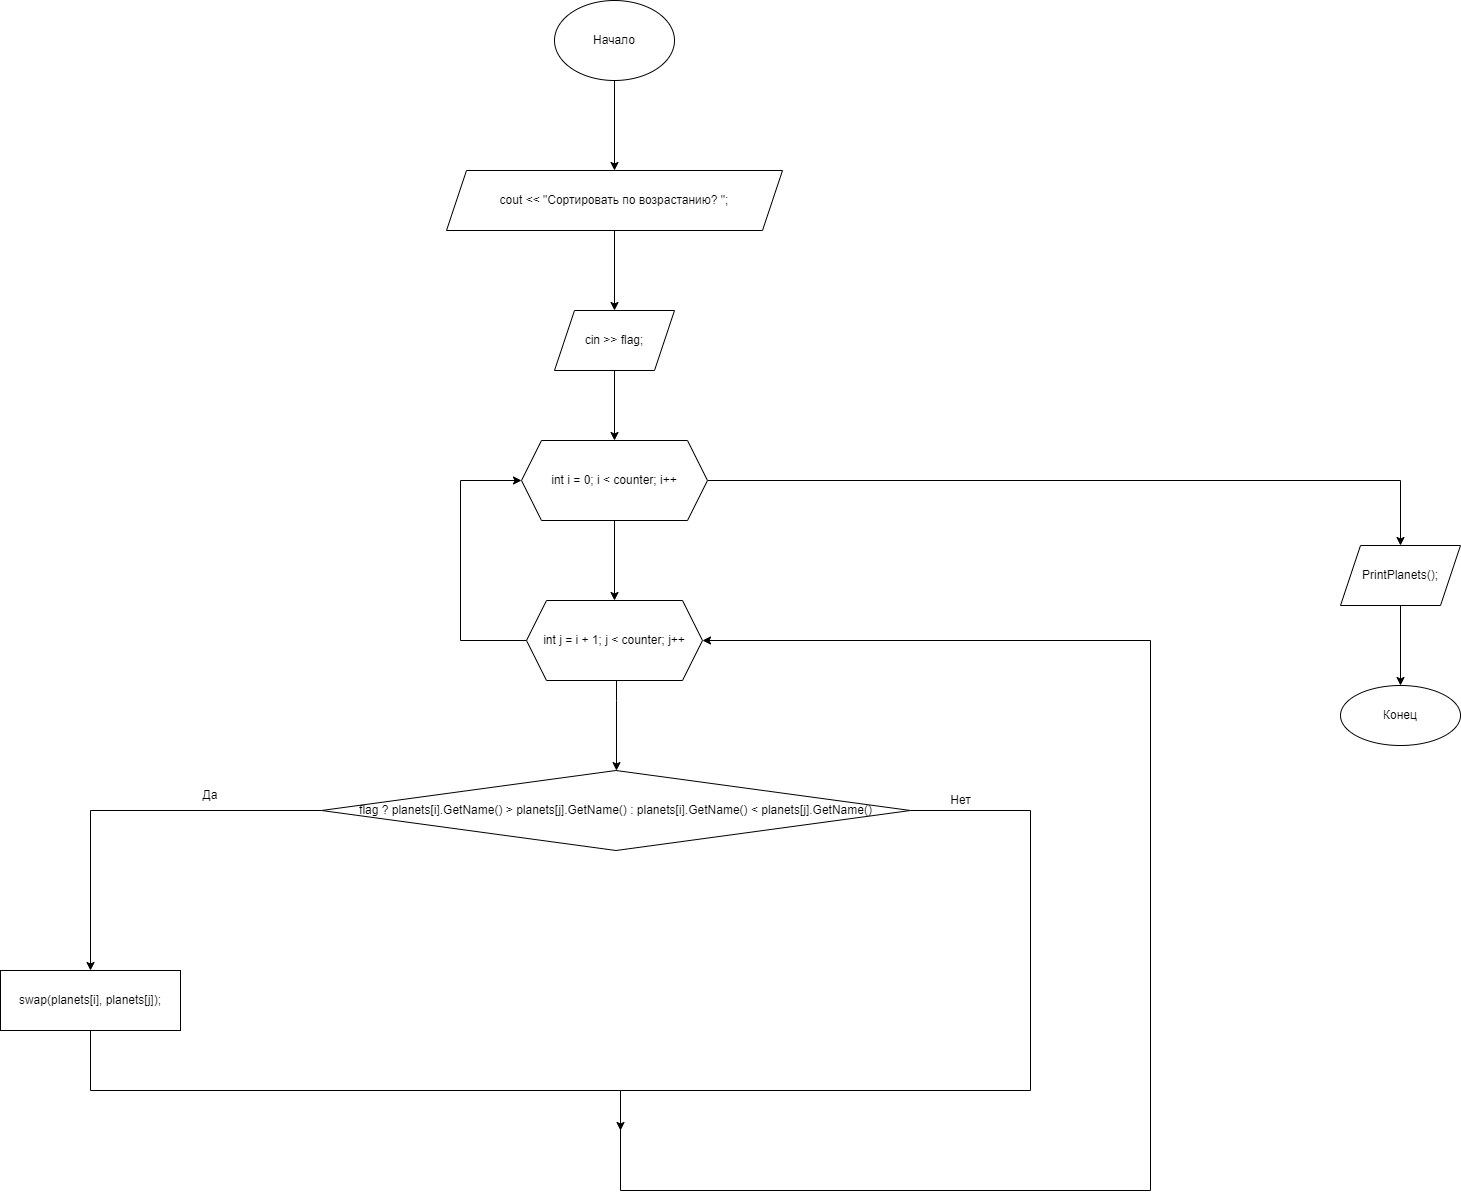 Начало
cout << "Сортировать по возрастанию? ";
cin >> flag;
int i = 0; i < counter; i++
int j = i + 1; j < counter; j++
PrintPlanets();
Конец
flag ? planets[i].GetName() > planets[j].GetName() : planets[i].GetName() < planets[j].GetName()
Да
Нет
swap(planets[i], planets[j]);